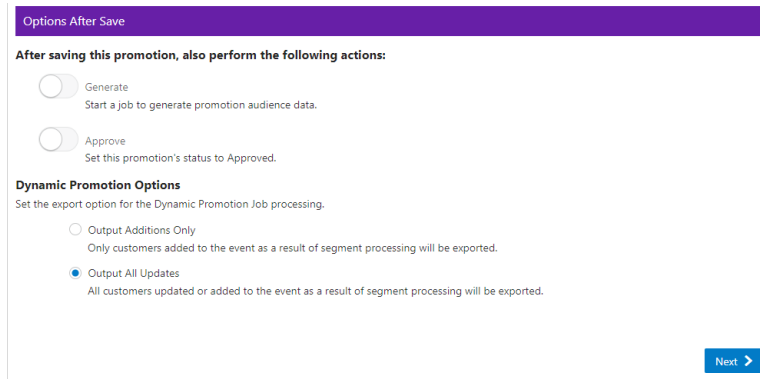 Options After Save
After saving this promotion, also perform the following actions:
Generate
Start a job to generate promotion audience data.
Approve
Set this promotion's status to Approved.
Dynamic Promotion Options
Set the export option for the Dynamic Promotion Job processing.
Output Additions Only
Only customers added to the event as a result of segment processing will be exported.
Output All Updates
All customers updated or added to the event as a result of segment processing will be exported.
Next